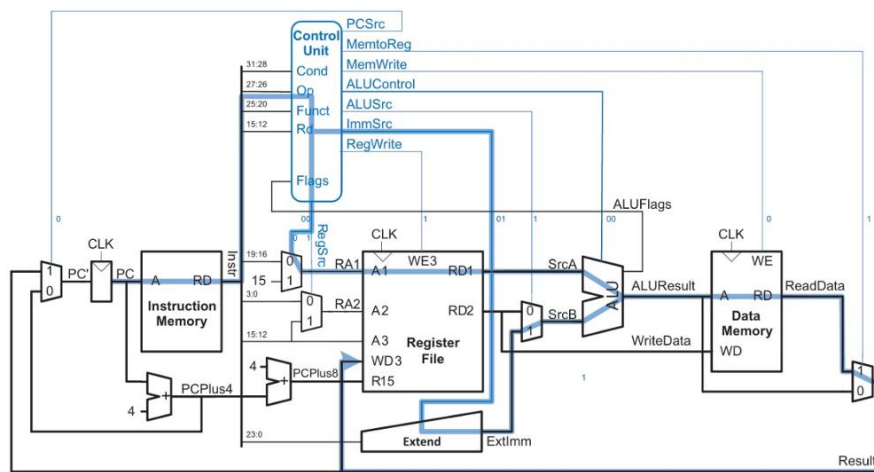 PCSrc
Control
Unit
MemtoReg
MemWrite
31:28
Cond
ALUControl
27:26
Op
ALUSrc
25:20
Funct
ImmSrc
15:12
Rd
RegWrite
Flags
ALUFlags
0
00
1
01
1
00
0
1
0 1
RegSrc
CLK
CLK
CLK
Instr
19:16
0
RA1
A1
WE3
RD1
SrcA
WE
1
PC'
PC
A
RD
15
1
ALU
ALUResult
A
RD
ReadData
0
Instruction
Memory
3:0
0
RA2
A2
RD2
0
SrcB
Data
Memory
1
1
15:12
A3
Register
File
WriteData
WD
WD3
1
4
PCPlus4
4
PCPlus8
R15
1
1
0
+
+
4
23:0
Extend
ExtImm
Result